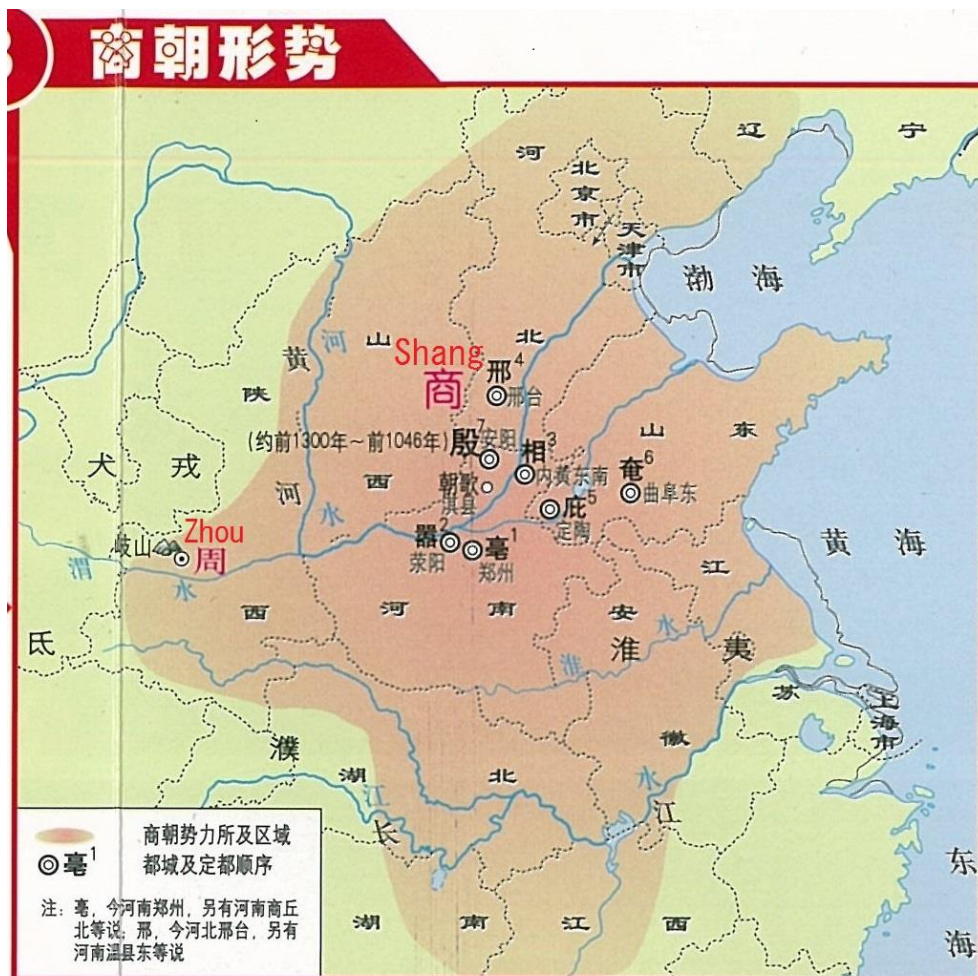 商朝形势
辽宁
河北
北京市
天津市
渤海
黄河
河水
山西
Shang
商
邢4
邢台
陕西
(约前1300年~前1046年)
殷7
安阳
相3
内黄东南
山东
奄6
曲阜东
犬戎
朝歌
淇县
庇5
定陶
Zhou
周
岐山
渭水
嚣2
荥阳
亳1
郑州
黄海
江苏
河南
安徽
淮水
淮夷
氐
上海市
濮
湖北
江水
长江
东海
湖南
江西
商朝势力所及区域
亳1 都城及定都顺序
注：亳，今河南郑州，另有河南商丘
北等说。邢，今河北邢台，另有
河南温县东等说